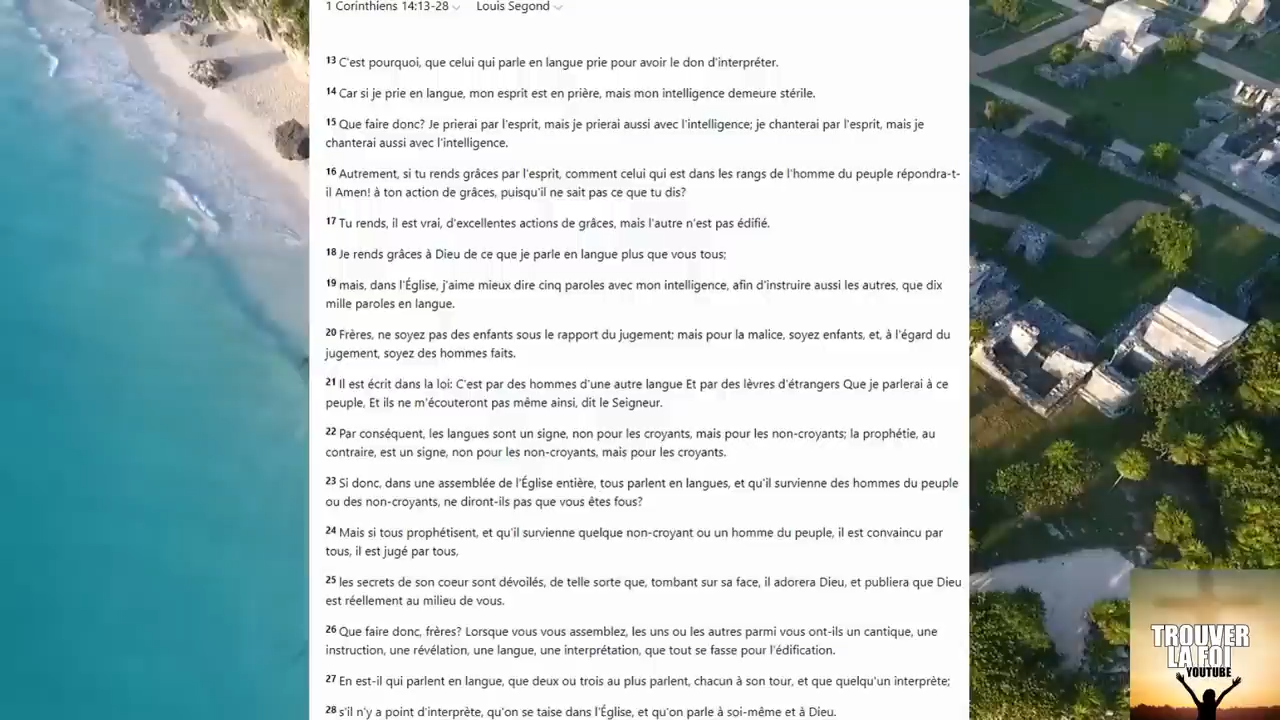 1 Corinthiens 14:13-28 Louis Segond
13 C'est pourquoi, que celui qui parle en langue prie pour avoir le don d'interpréter.
14 Car si je prie en langue, mon esprit est en prière, mais mon intelligence demeure stérile.
15 Que faire donc? Je prierai par l'esprit, mais je prierai aussi avec l'intelligence; je chanterai par l'esprit, mais je
chanterai aussi avec l'intelligence.
16 Autrement, si tu rends grâces par l'esprit, comment celui qui est dans les rangs de l'homme du peuple répondra-t-
il Amen! à ton action de grâces, puisqu'il ne sait pas ce que tu dis?
17 Tu rends, il est vrai, d'excellentes actions de grâces, mais l'autre n'est pas édifié.
18 Je rends grâces à Dieu de ce que je parle en langue plus que vous tous;
19 mais, dans l'Église, j'aime mieux dire cinq paroles avec mon intelligence, afin d'instruire aussi les autres, que dix
mille paroles en langue.
20 Frères, ne soyez pas des enfants sous le rapport du jugement; mais pour la malice, soyez enfants, et, à l'égard du
jugement, soyez des hommes faits.
21 Il est écrit dans la loi: C'est par des hommes d'une autre langue Et par des lèvres d'étrangers Que je parlerai à ce
peuple, Et ils ne m'écouteront pas même ainsi, dit le Seigneur.
22 Par conséquent, les langues sont un signe, non pour les croyants, mais pour les non-croyants; la prophétie, au
contraire, est un signe, non pour les non-croyants, mais pour les croyants.
23 Si donc, dans une assemblée de l'Église entière, tous parlent en langues, et qu'il survienne des hommes du peuple
ou des non-croyants, ne diront-ils pas que vous êtes fous?
24 Mais si tous prophétisent, et qu'il survienne quelque non-croyant ou un homme du peuple, il est convaincu par
tous, il est jugé par tous,
25 les secrets de son coeur sont dévoilés, de telle sorte que, tombant sur sa face, il adorera Dieu, et publiera que Dieu
est réellement au milieu de vous.
26 Que faire donc, frères? Lorsque vous vous assemblez, les uns ou les autres parmi vous ont-ils un cantique, une
instruction, une révélation, une langue, une interprétation, que tout se fasse pour l'édification.
27 En est-il qui parlent en langue, que deux ou trois au plus parlent, chacun à son tour, et que quelqu'un interprète;
28 s'il n'y a point d'interprète, qu'on se taise dans l'Église, et qu'on parle à soi-même et à Dieu.
TROUVER
LA FOI
YOUTUBE